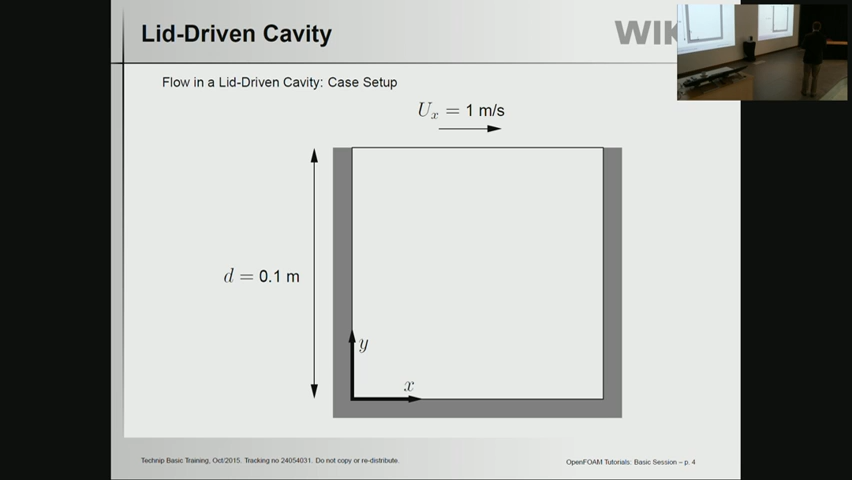 Lid-Driven Cavity
WIK
Flow in a Lid-Driven Cavity: Case Setup
Uₓ = 1 m/s
d = 0.1 m
y
x
Technip Basic Training, Oct/2015. Tracking no 24054031. Do not copy or re-distribute.
OpenFOAM Tutorials: Basic Session – p. 4